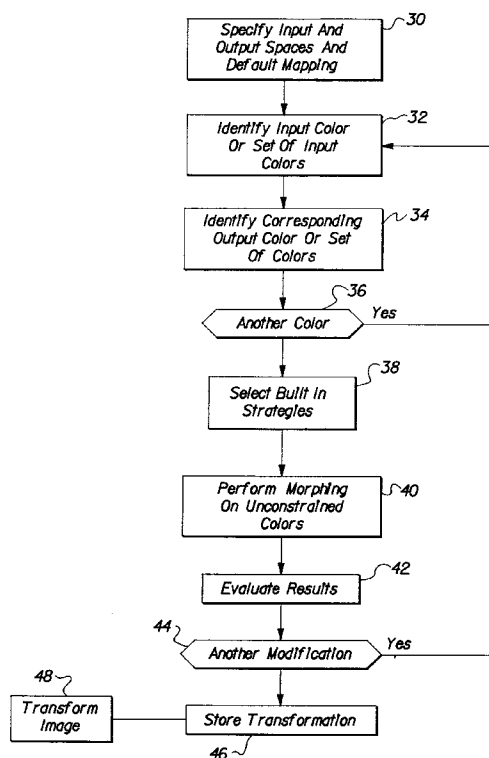 30
Specify Input And
Output Spaces And
Default Mapping
32
Identify Input Color
Or Set Of Input
Colors
34
Identify Corresponding
Output Color Or Set
Of Colors
36
Another Color
Yes
38
Select Built In
Strategies
40
Perform Morphing
On Unconstrained
Colors
42
Evaluate Results
44
Another Modification
Yes
48
Transform
Image
Store Transformation
46